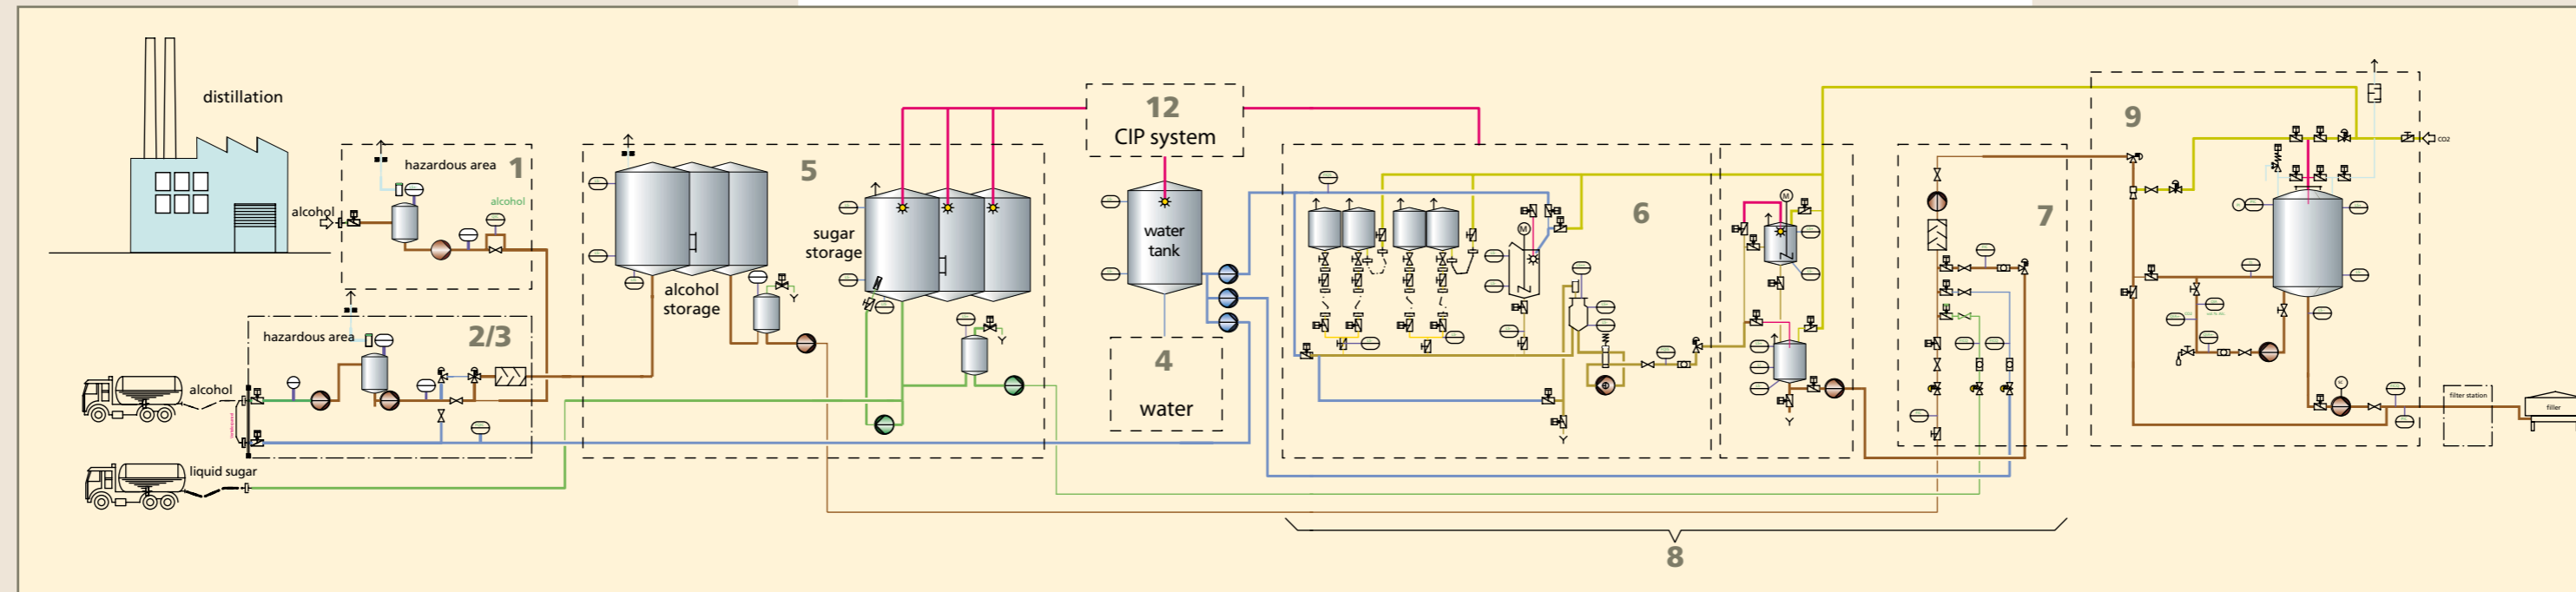 distillation
hazardous area
1
alcohol
alcohol
hazardous area
2/3
alcohol
liquid sugar
5
alcohol
storage
sugar
storage
12
CIP system
water
tank
4
water
6
7
8
9
CO2
M
M
filter station
filler